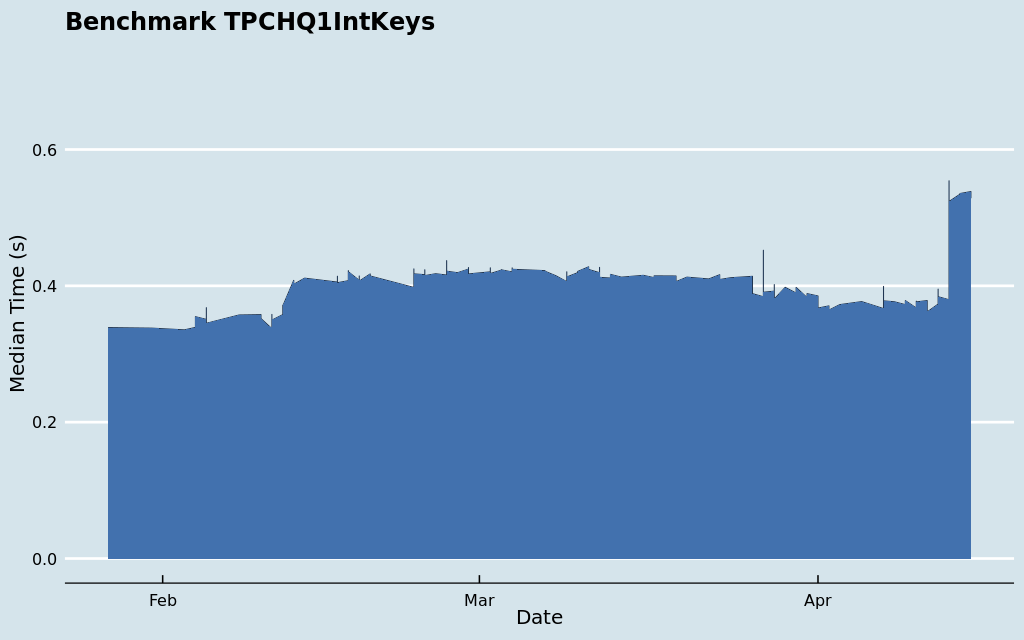 Benchmark TPCHQ1IntKeys
Median Time (s)
0.6
0.4
0.2
0.0
Feb
Mar
Apr
Date